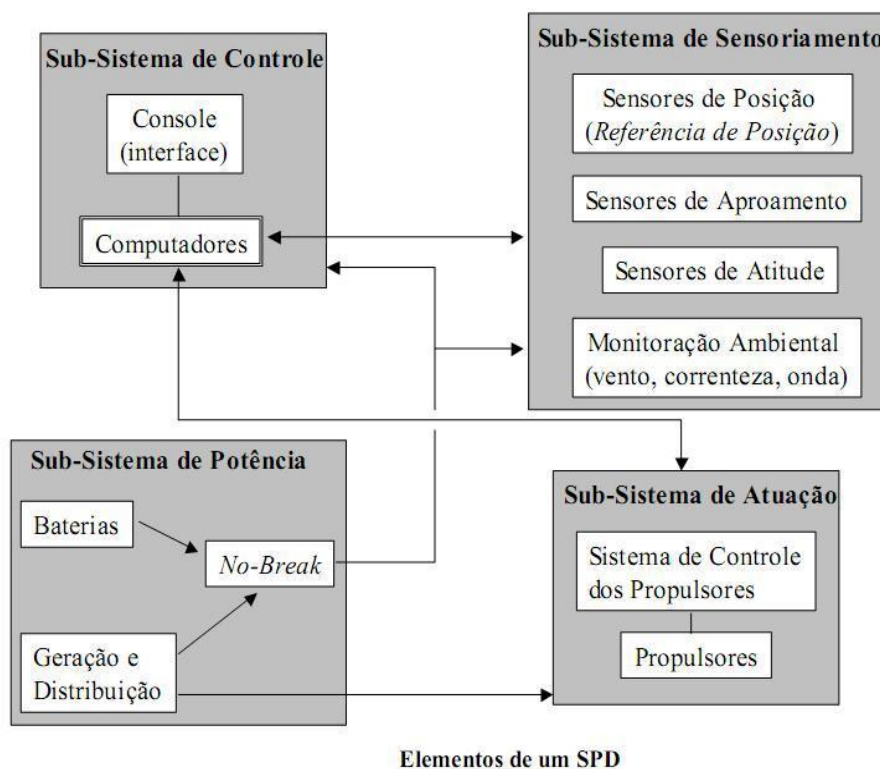 Sub-Sistema de Controle
Console
(interface)
Computadores
Sub-Sistema de Sensoriamento
Sensores de Posição
(Referência de Posição)
Sensores de Aproamento
Sensores de Atitude
Monitoração Ambiental
(vento, correnteza, onda)
Sub-Sistema de Potência
Baterias
No-Break
Geração e
Distribuição
Sub-Sistema de Atuação
Sistema de Controle
dos Propulsores
Propulsores
Elementos de um SPD